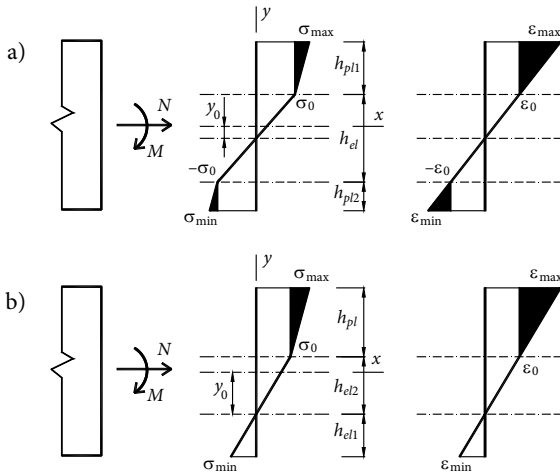 a)
N
M
y
σmax
σ0
y0
−σ0
σmin
hpl1
x
hel
hpl2
εmax
ε0
−ε0
εmin
b)
N
M
y
σmax
σ0
y0
σmin
hpl
x
hel2
hel1
εmax
ε0
εmin